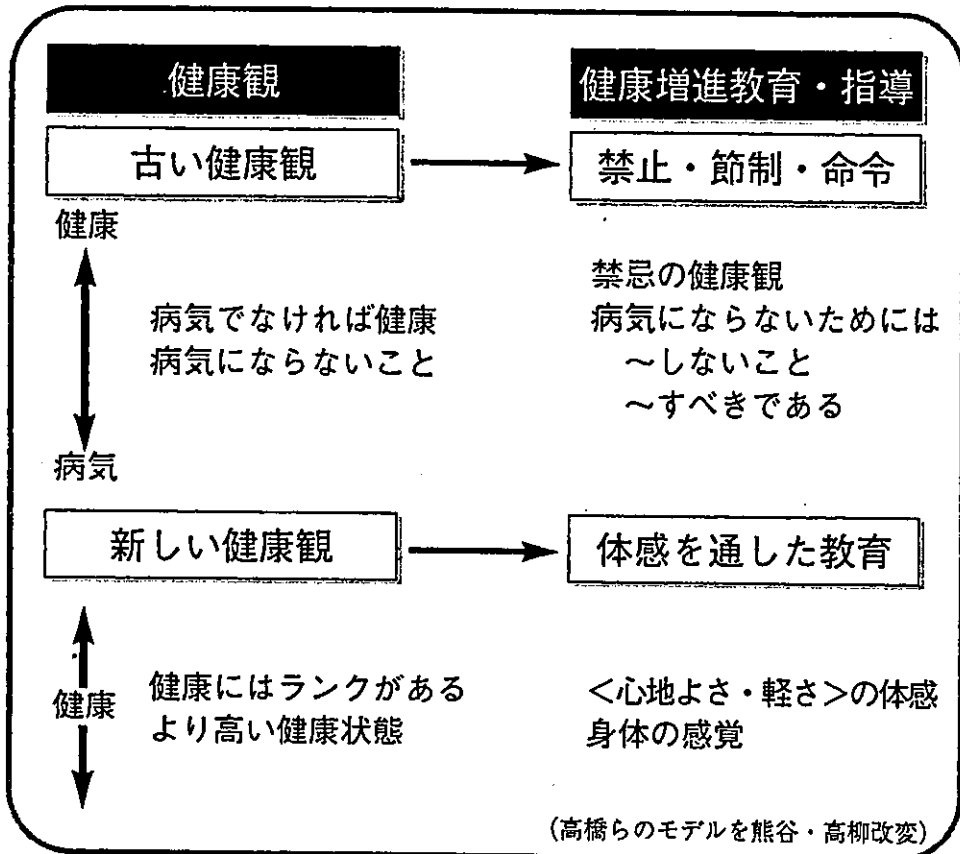 健康観
健康増進教育・指導
古い健康観
禁止・節制・命令
健康
病気でなければ健康
病気にならないこと
病気
禁忌の健康観
病気にならないためには
～しないこと
～すべきである
新しい健康観
体感を通した教育
健康
健康にはランクがある
より高い健康状態
＜心地よさ・軽さ＞の体感
身体の感覚
(高橋らのモデルを熊谷・高柳改変)